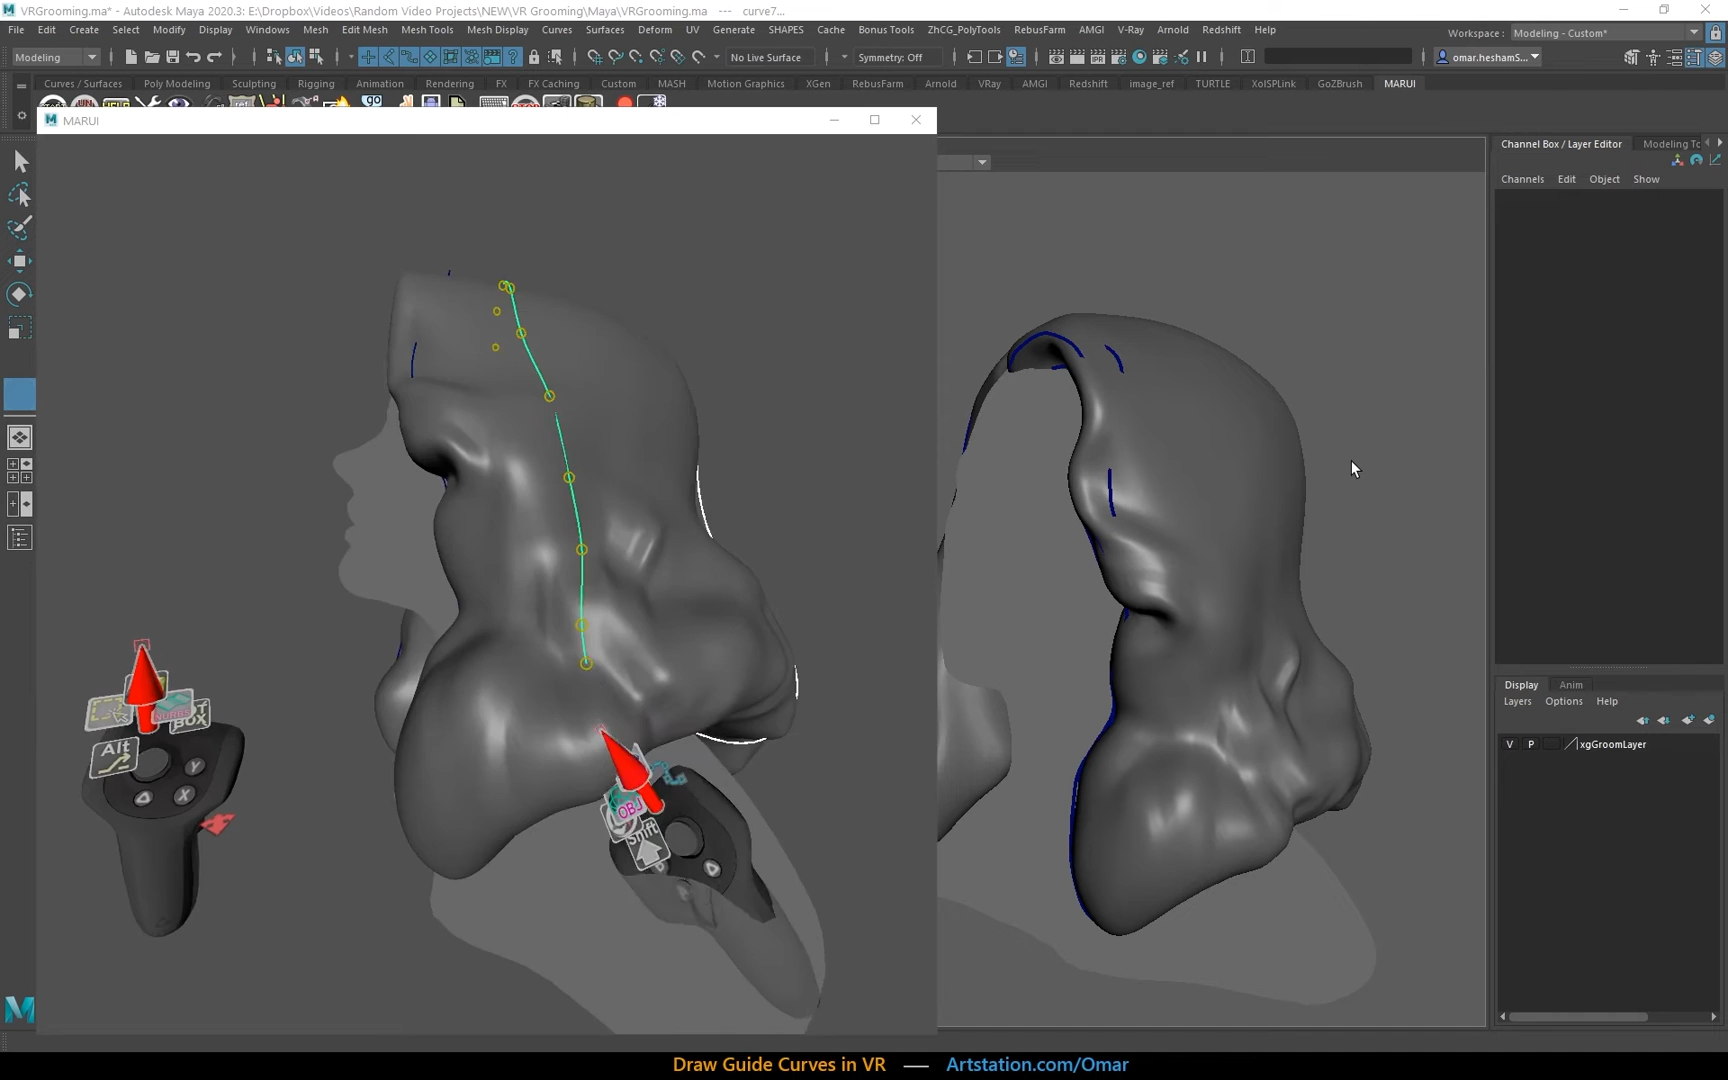 VRGrooming.ma* - Autodesk Maya 2020.3: E:\Dropbox\Videos\Random Video Projects\NEW\VR Grooming\Maya\VRGrooming.ma --- curve7...
File Edit Create Select Modify Display Windows Mesh Edit Mesh Mesh Tools Mesh Display Curves Surfaces Deform UV Generate SHAPES Cache Bonus Tools ZhCG_PolyTools RebusFarm AMGI V-Ray Arnold Redshift Help
Workspace : Modeling - Custom*
Modeling No Live Surface Symmetry: Off omar.heshamS...
Curves / Surfaces Poly Modeling Sculpting Rigging Animation Rendering FX FX Caching Custom MASH Motion Graphics XGen RebusFarm Arnold VRay AMGI Redshift image_ref TURTLE XolSPLink GoZBrush MARUI
MARUI
Channel Box / Layer Editor Modeling To
Channels Edit Object Show
NURBS
BOX
Alt
Y
X
OBJ
Shift
Display Anim
Layers Options Help
V P xgGroomLayer
M
Draw Guide Curves in VR — Artstation.com/Omar